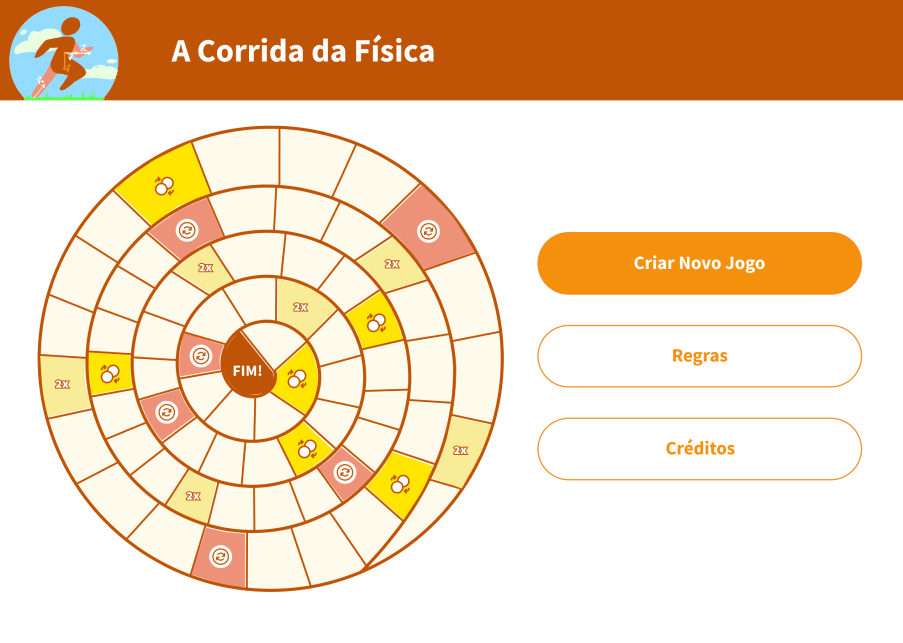 A Corrida da Física
2x
2x
2x
Criar Novo Jogo
Regras
FIM!
2x
Créditos
2x
2x